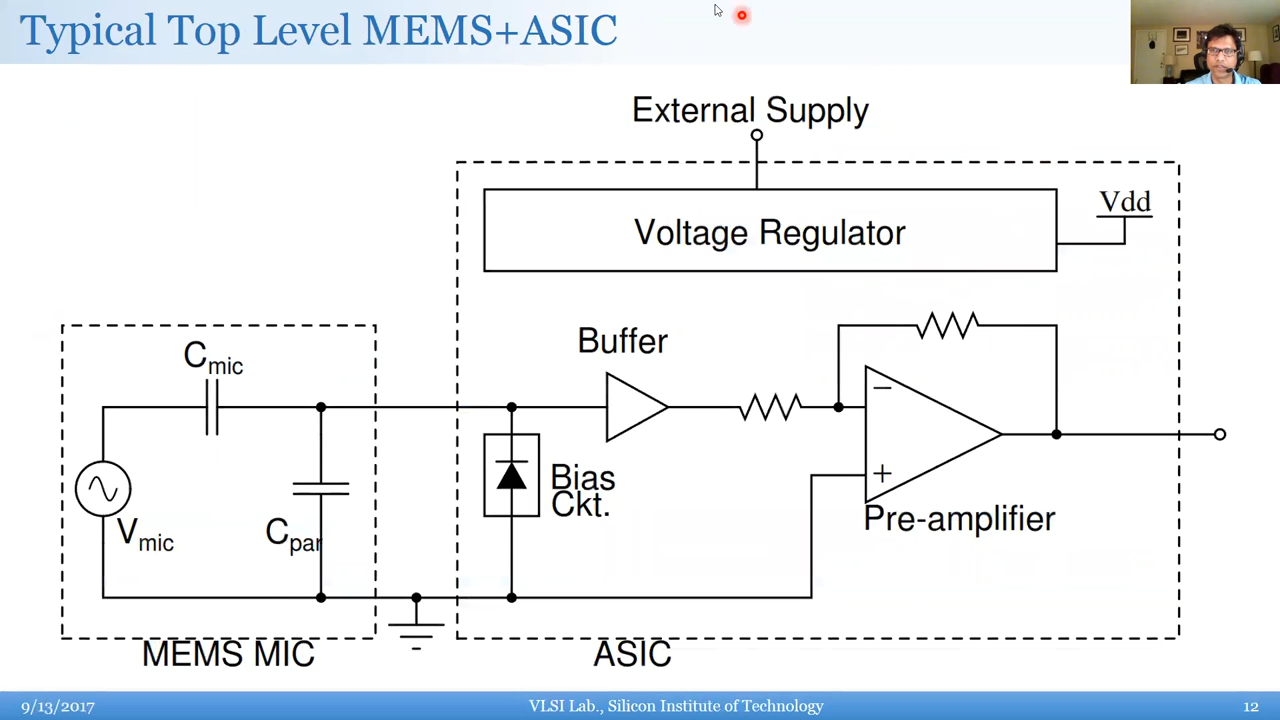 Typical Top Level MEMS+ASIC
External Supply
Vdd
Voltage Regulator
Buffer
Cmic
−
Bias
Ckt.
+
Vmic
Cpar
Pre-amplifier
MEMS MIC
ASIC
9/13/2017
VLSI Lab., Silicon Institute of Technology
12